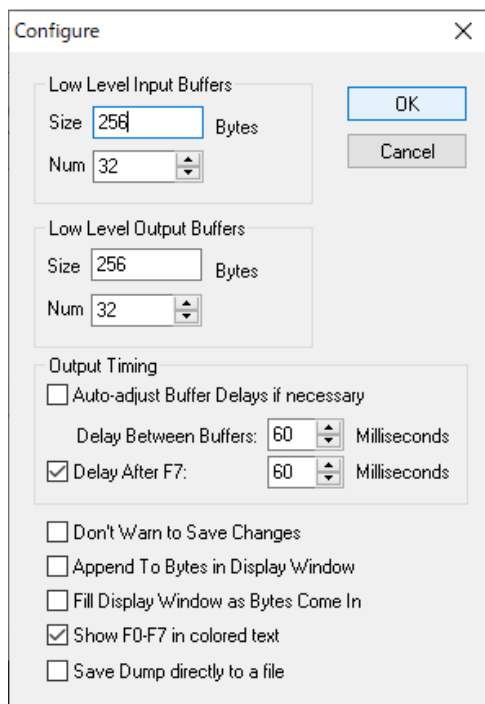 Configure
Low Level Input Buffers
OK
Size 256 Bytes
Cancel
Num 32
Low Level Output Buffers
Size 256 Bytes
Num 32
Output Timing
Auto-adjust Buffer Delays if necessary
Delay Between Buffers: 60 Milliseconds
Delay After F7: 60 Milliseconds
Don't Warn to Save Changes
Append To Bytes in Display Window
Fill Display Window as Bytes Come In
Show F0-F7 in colored text
Save Dump directly to a file